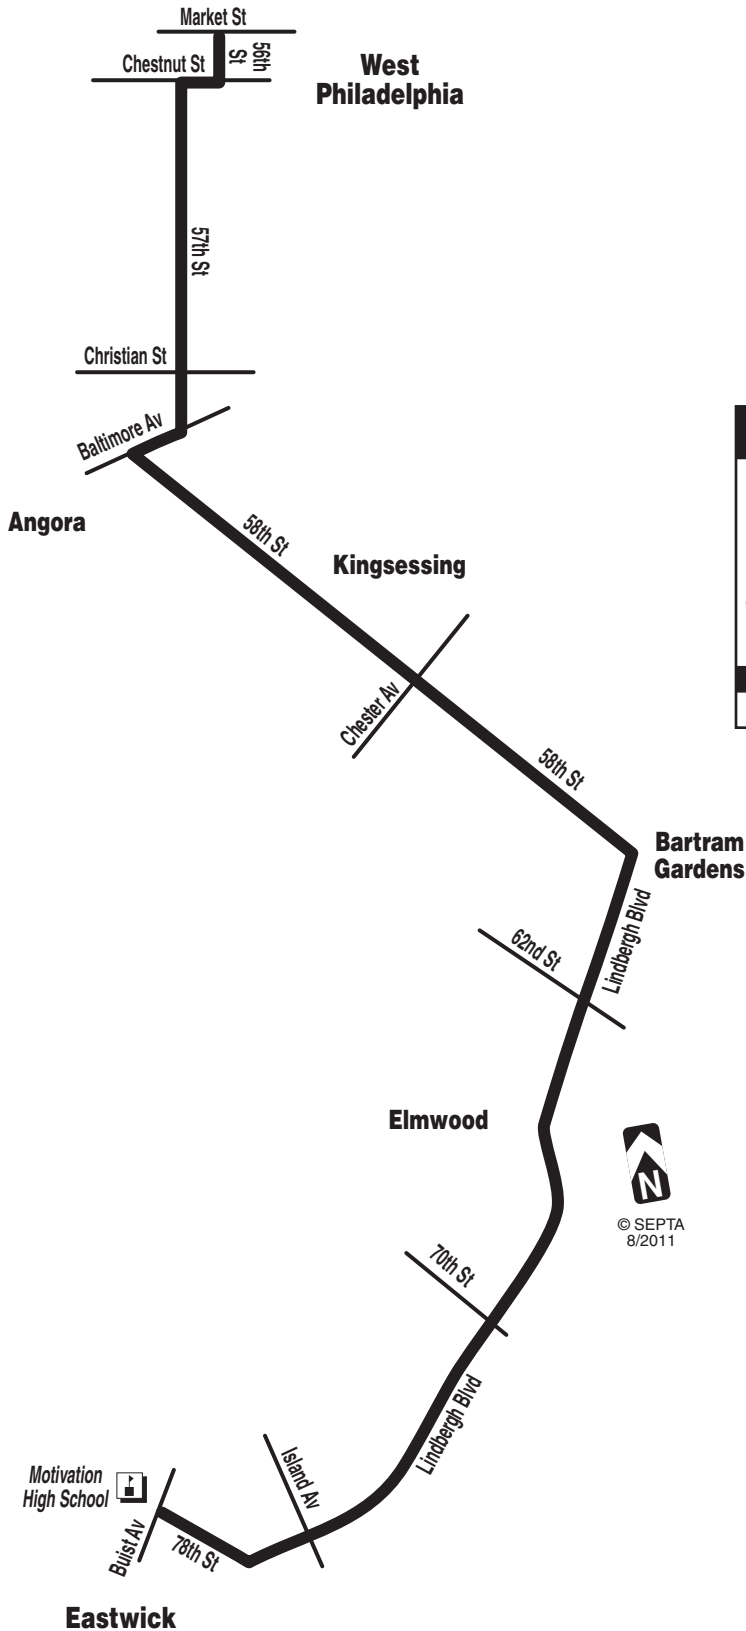 Market St
56th
St
Chestnut St
West
Philadelphia
57th St
Christian St
Baltimore Av
Angora
58th St
Kingsessing
Chester Av
58th St
Bartram
Gardens
Lindbergh Blvd
62nd St
Elmwood
N
© SEPTA
8/2011
70th St
Lindbergh Blvd
Island Av
Motivation
High School
Buist Av
78th St
Eastwick